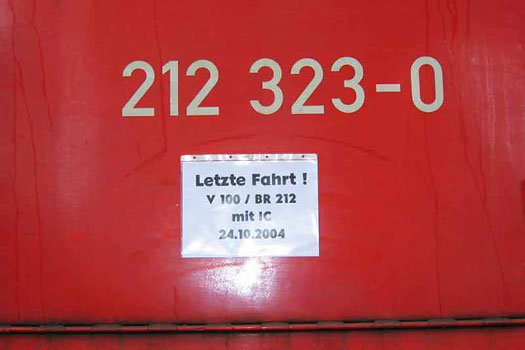 212 323-0
Letzte Fahrt !
V 100 / BR 212
mit IC
24.10.2004